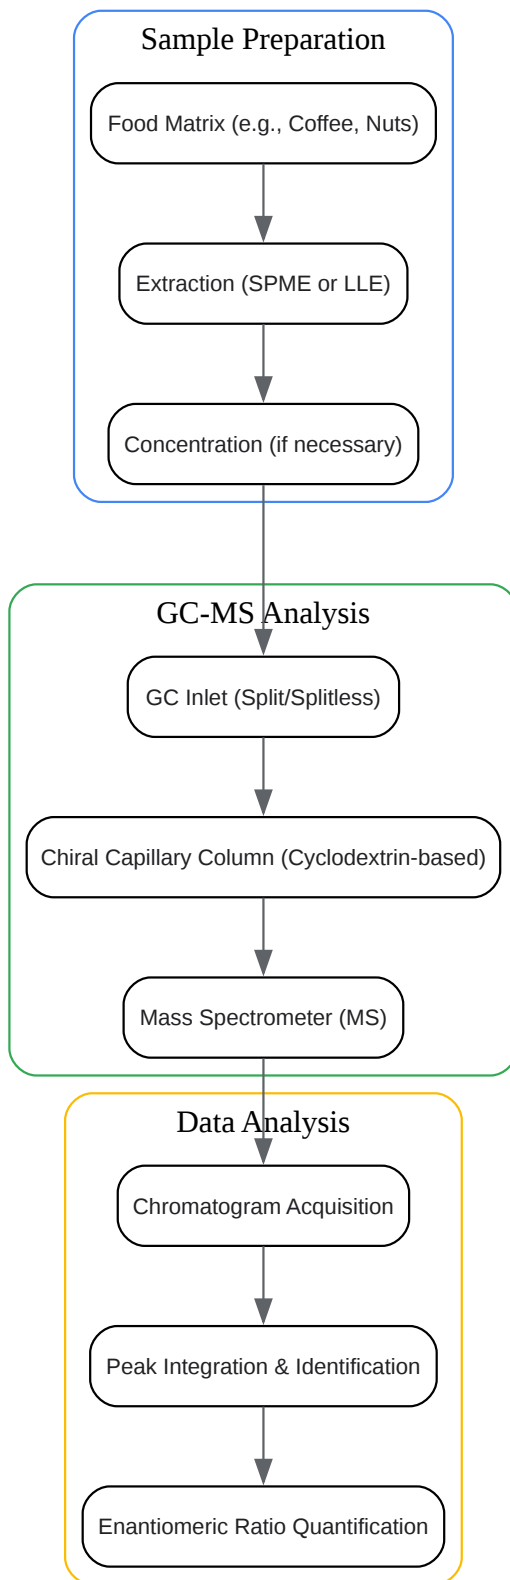 Sample Preparation
Food Matrix (e.g., Coffee, Nuts)
Extraction (SPME or LLE)
Concentration (if necessary)
GC-MS Analysis
GC Inlet (Split/Splitless)
Chiral Capillary Column (Cyclodextrin-based)
Mass Spectrometer (MS)
Data Analysis
Chromatogram Acquisition
Peak Integration & Identification
Enantiomeric Ratio Quantification